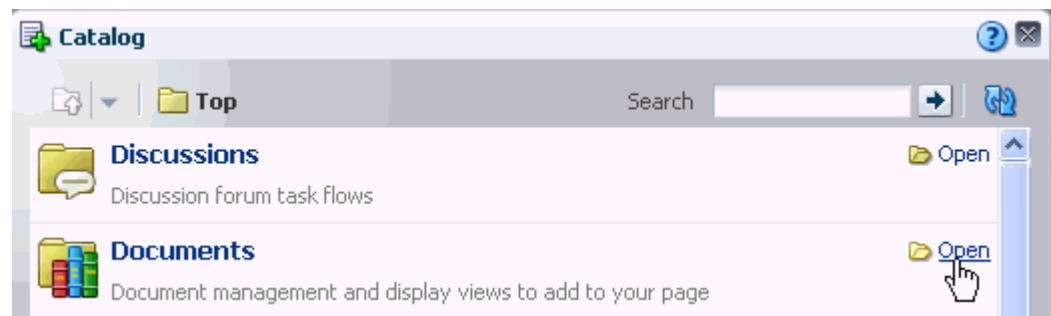 Catalog ?
Top Search
Discussions Open
Discussion forum task flows
Documents Open
Document management and display views to add to your page